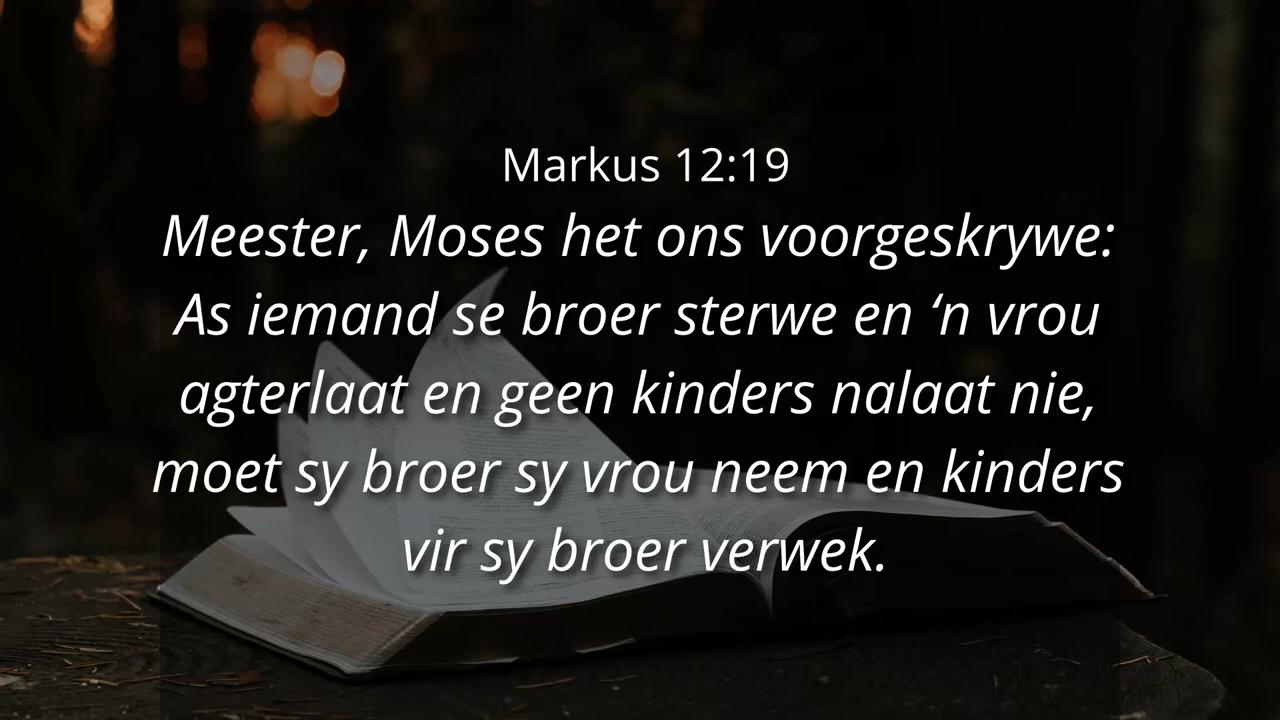 Markus 12:19
Meester, Moses het ons voorgeskrywe:
As iemand se broer sterwe en ‘n vrou
agterlaat en geen kinders nalaat nie,
moet sy broer sy vrou neem en kinders
vir sy broer verwek.